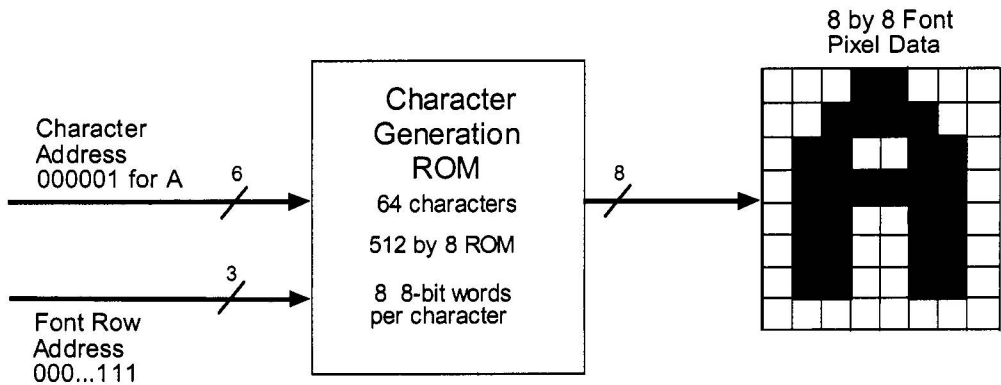 8 by 8 Font
Pixel Data
Character
Address
000001 for A
6
Character
Generation
ROM
64 characters
512 by 8 ROM
8 8-bit words
per character
8
3
Font Row
Address
000...111